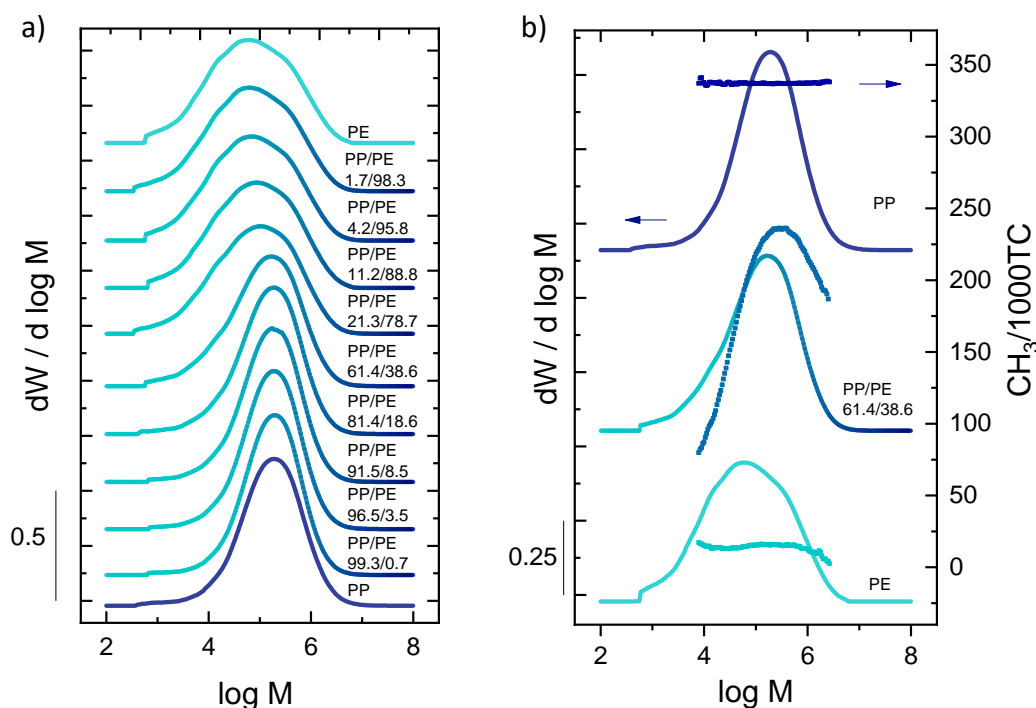 a)
dW / d log M
0.5
PE
PP/PE
1.7/98.3
PP/PE
4.2/95.8
PP/PE
11.2/88.8
PP/PE
21.3/78.7
PP/PE
61.4/38.6
PP/PE
81.4/18.6
PP/PE
91.5/8.5
PP/PE
96.5/3.5
PP/PE
99.3/0.7
PP
2 4 6 8
log M
b)
dW / d log M
0.25
PP
PP/PE
61.4/38.6
PE
350
300
250
200
150
100
50
0
CH₃/1000TC
2 4 6 8
log M